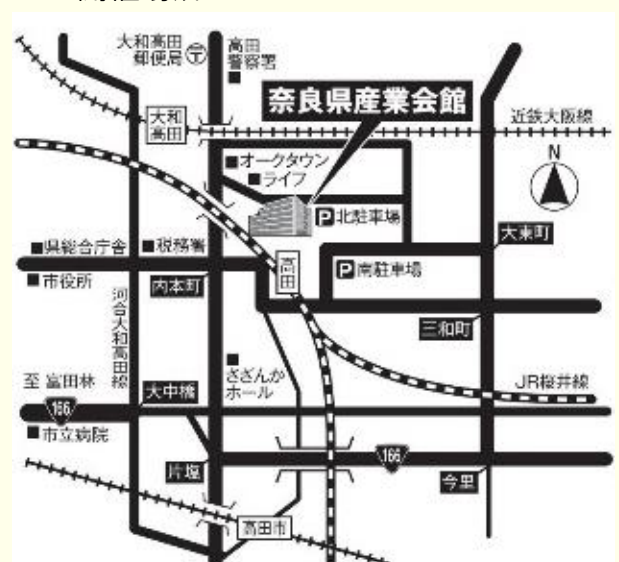 大和高田
郵便局
高田
警察署
奈良県産業会館
大和
高田
近鉄大阪線
N
オークタウン
ライフ
P北駐車場
大東町
県総合庁舎
税務署
高田
P南駐車場
市役所
内本町
河合大和高田線
三和町
さざんか
ホール
至 富田林
大中橋
JR桜井線
166
市立病院
片塩
166
今里
高田市